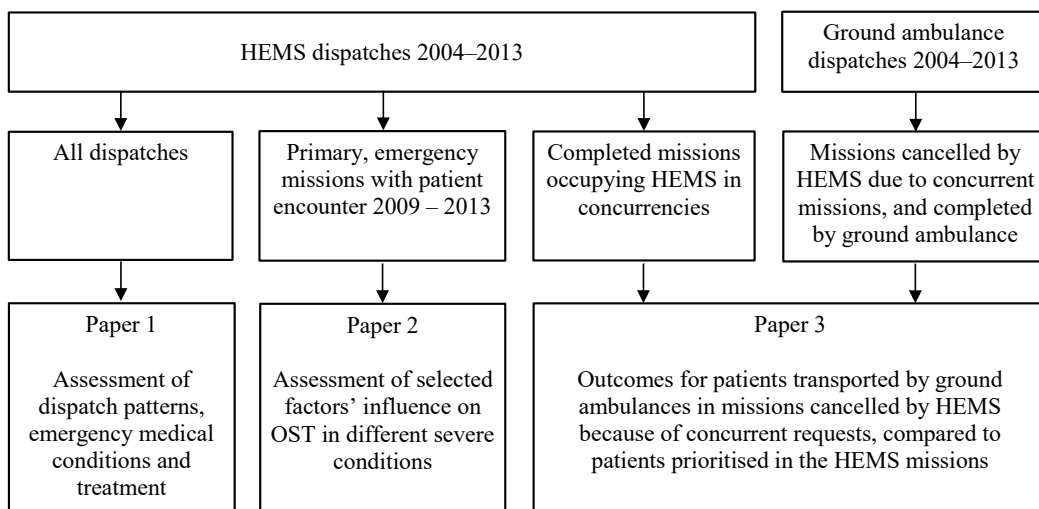 HEMS dispatches 2004–2013
Ground ambulance
dispatches 2004–2013
All dispatches
Primary, emergency
missions with patient
encounter 2009 – 2013
Completed missions
occupying HEMS in
concurrencies
Missions cancelled by
HEMS due to concurrent
missions, and completed
by ground ambulance
Paper 1
Assessment of
dispatch patterns,
emergency medical
conditions and
treatment
Paper 2
Assessment of selected
factors’ influence on
OST in different severe
conditions
Paper 3
Outcomes for patients transported by ground
ambulances in missions cancelled by HEMS
because of concurrent requests, compared to
patients prioritised in the HEMS missions